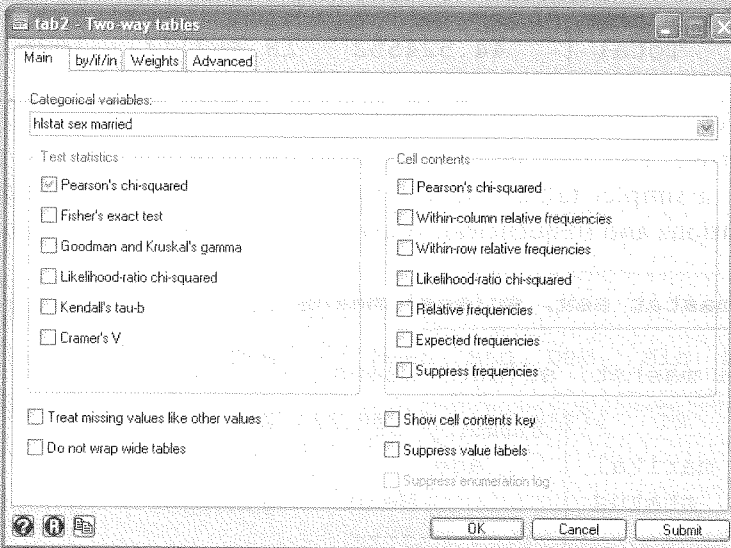 tab2 - Two-way tables
Main by/if/in Weights Advanced
Categorical variables:
hlstat sex married
Test statistics
Pearson's chi-squared
Fisher's exact test
Goodman and Kruskal's gamma
Likelihood-ratio chi-squared
Kendall's tau-b
Cramer's V
Cell contents
Pearson's chi-squared
Within-column relative frequencies
Within-row relative frequencies
Likelihood-ratio chi-squared
Relative frequencies
Expected frequencies
Suppress frequencies
Treat missing values like other values
Do not wrap wide tables
Show cell contents key
Suppress value labels
Suppress enumeration log
OK Cancel Submit